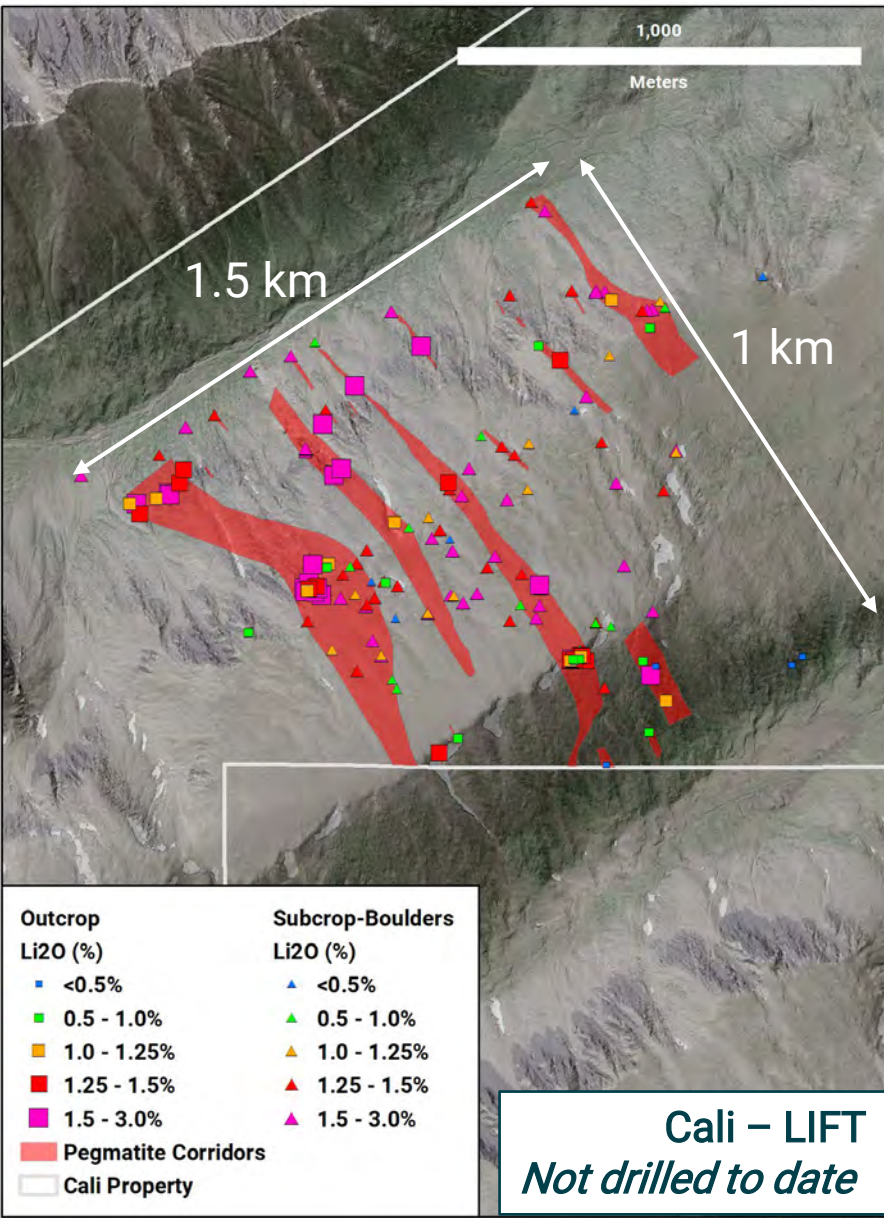 1,000
Meters
1.5 km
1 km
Outcrop
Li2O (%)
<0.5%
0.5 - 1.0%
1.0 - 1.25%
1.25 - 1.5%
1.5 - 3.0%
Pegmatite Corridors
Cali Property
Subcrop-Boulders
Li2O (%)
<0.5%
0.5 - 1.0%
1.0 - 1.25%
1.25 - 1.5%
1.5 - 3.0%
Cali – LIFT
Not drilled to date